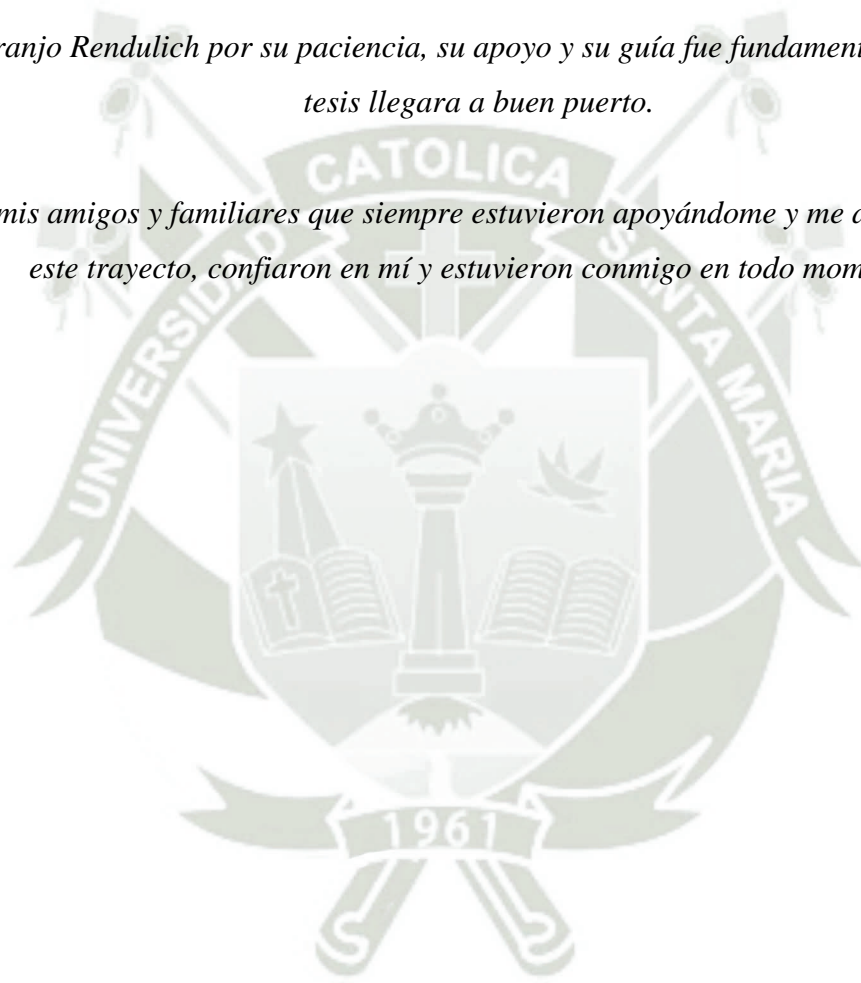 ranjo Rendulich por su paciencia, su apoyo y su guía fue fundament
tesis llegara a buen puerto.
mis amigos y familiares que siempre estuvieron apoyándome y me
este trayecto, confiaron en mí y estuvieron conmigo en todo mom
UNIVERSIDAD CATOLICA SANTA MARIA
1961